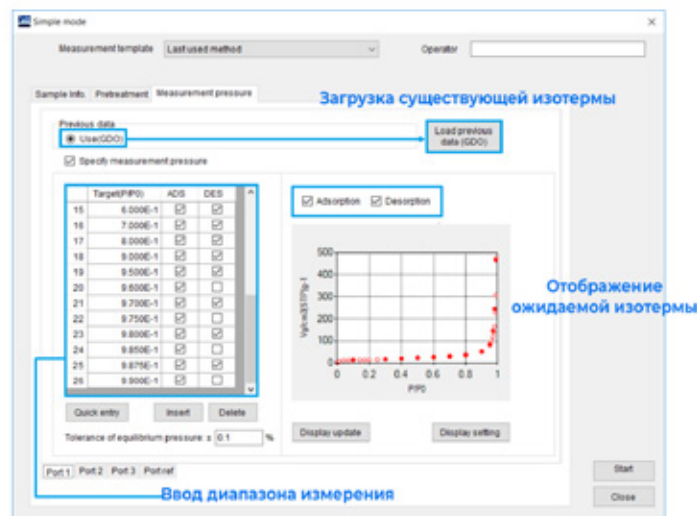 Simple mode
Measurement template Last used method Operator
Sample Info. Pretreatment Measurement pressure
Загрузка существующей изотермы
Previous data
Use(GDO)
Load previous
data (GDO)
Specify measurement pressure
Target(P/P0) ADS DES
15 6.000E-1
16 7.000E-1
17 8.000E-1
18 9.000E-1
19 9.500E-1
20 9.600E-1
21 9.700E-1
22 9.750E-1
23 9.800E-1
24 9.850E-1
25 9.875E-1
26 9.900E-1
Adsorption Desorption
500
400
300
200
100
0
0 0.2 0.4 0.6 0.8 1
P/P0
Отображение
ожидаемой изотермы
Quick entry Insert Delete
Tolerance of equilibrium pressure: ± 0.1 %
Display update Display setting
Port 1 Port 2 Port 3 Port ref
Ввод диапазона измерения
Start
Close